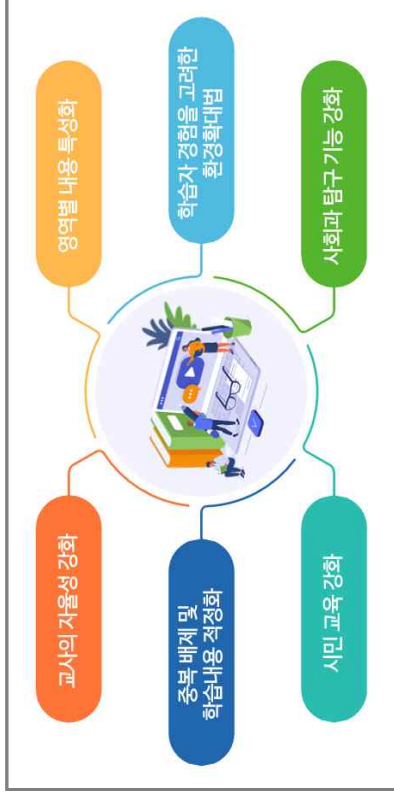 교사의 자율성 강화
영역별 내용 특성화
중복 배제 및
학습내용 적정화
학습자 경험을 고려한
환경확대법
시민 교육 강화
사회과 탐구 기능 강화